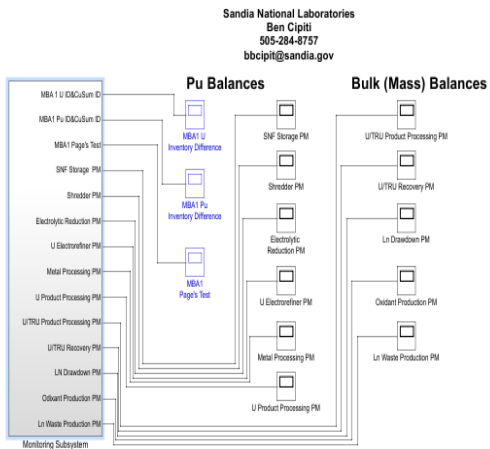 Sandia National Laboratories
Ben Cipiti
505-284-8757
bbcipit@sandia.gov
Pu Balances
Bulk (Mass) Balances
MBA 1 U ID&CuSum ID
MBA1 Pu ID&CuSum ID
MBA1 Page's Test
SNF Storage PM
Shredder PM
Electrolytic Reduction PM
U Electrorefiner PM
Metal Processing PM
U Product Processing PM
U/TRU Product Processing PM
U/TRU Recovery PM
LN Drawdown PM
Odixant Production PM
Ln Waste Production PM
Monitoring Subsystem
MBA1 U
Inventory Difference
MBA1 Pu
Inventory Difference
MBA1
Page's Test
SNF Storage PM
Shredder PM
Electrolytic
Reduction PM
U Electrorefiner PM
Metal Processing PM
U Product Processing PM
U/TRU Product Processing PM
U/TRU Recovery PM
Ln Drawdown PM
Oxidant Production PM
Ln Waste Production PM